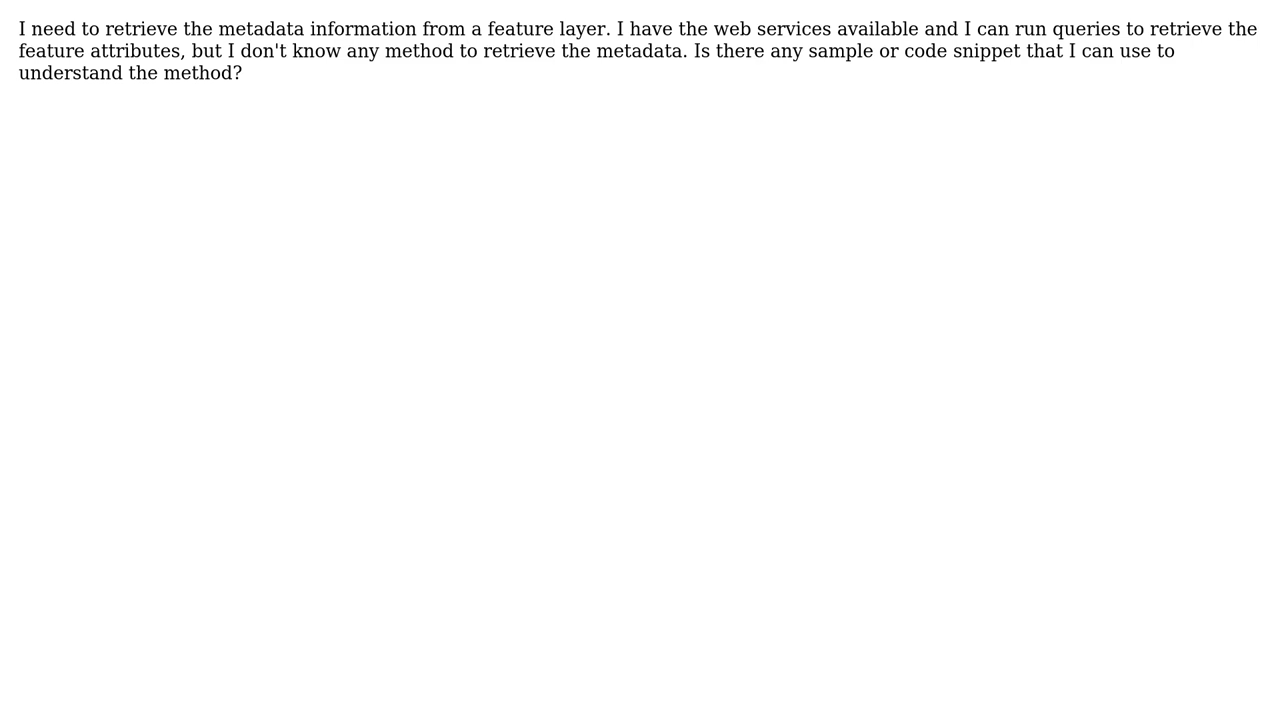 I need to retrieve the metadata information from a feature layer. I have the web services available and I can run queries to retrieve the
feature attributes, but I don't know any method to retrieve the metadata. Is there any sample or code snippet that I can use to
understand the method?